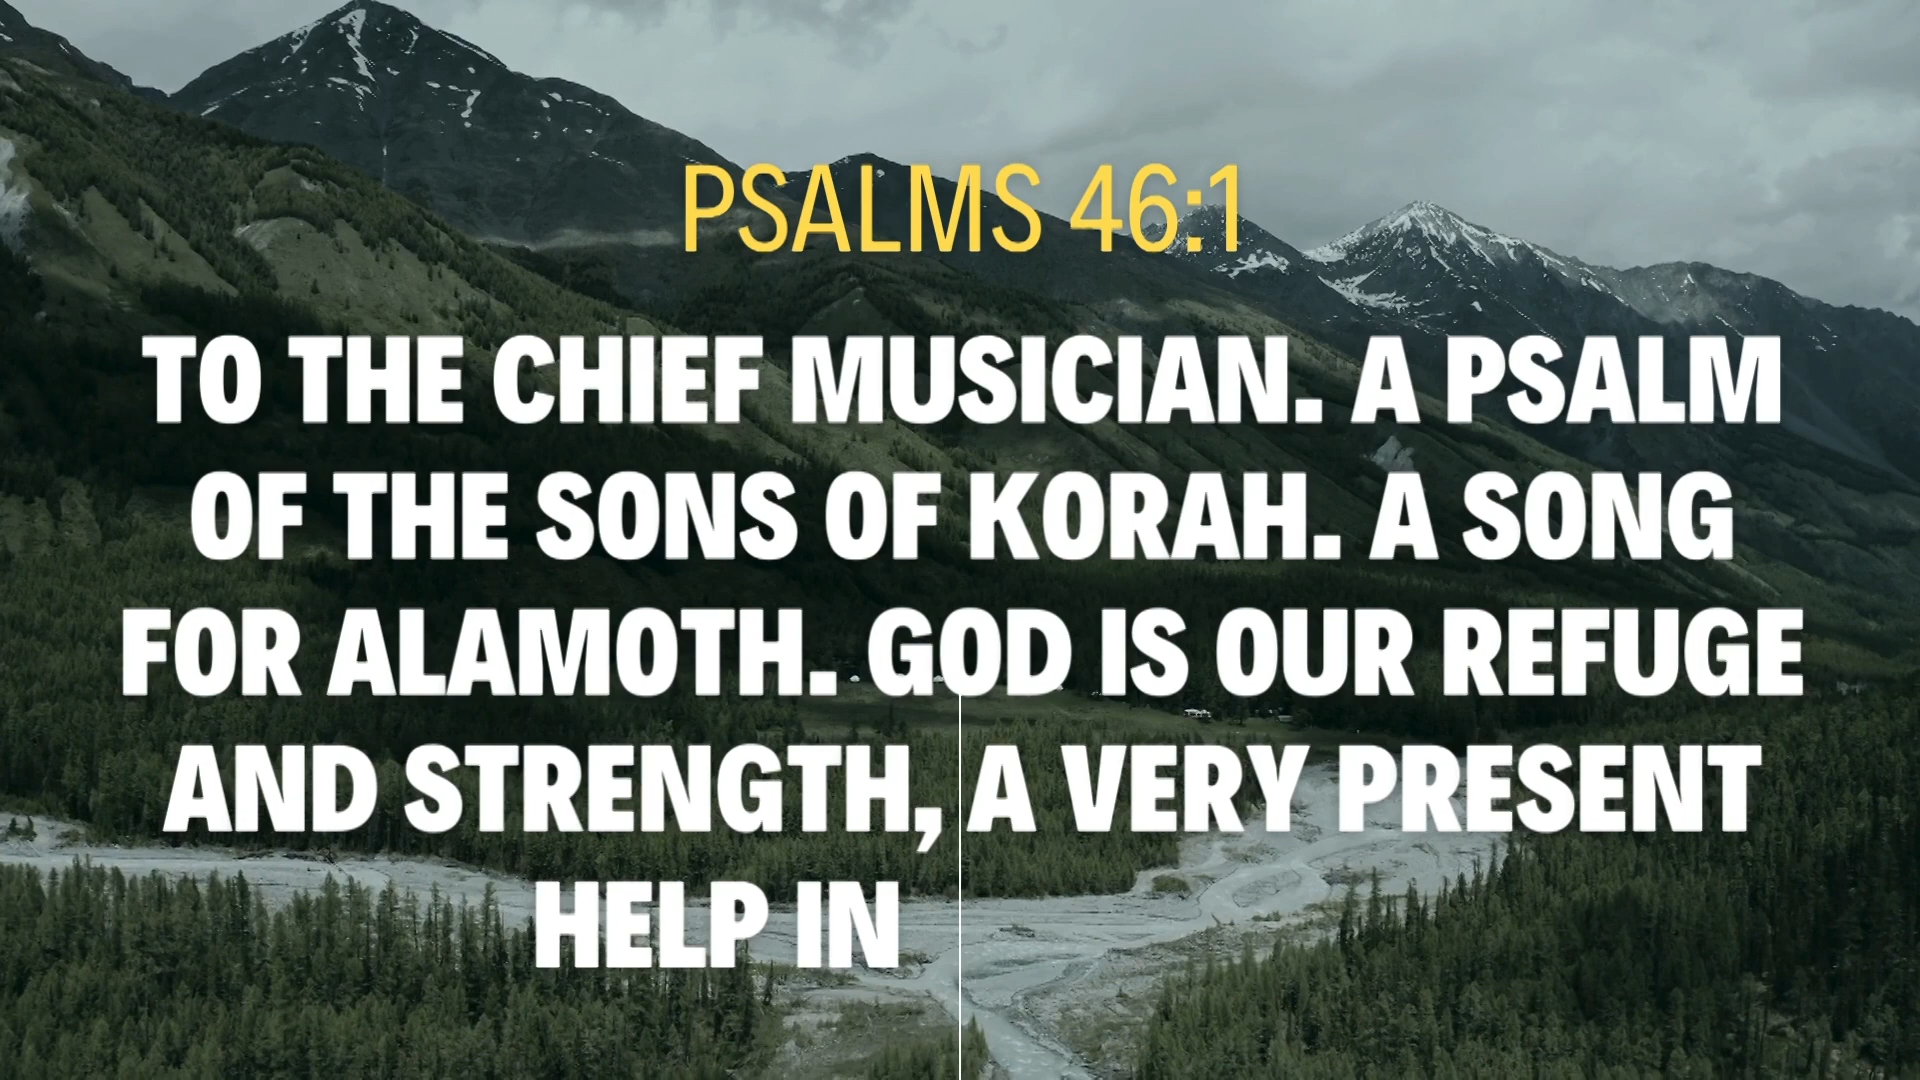 PSALMS 46:1
TO THE CHIEF MUSICIAN. A PSALM
OF THE SONS OF KORAH. A SONG
FOR ALAMOTH. GOD IS OUR REFUGE
AND STRENGTH, A VERY PRESENT
HELP IN